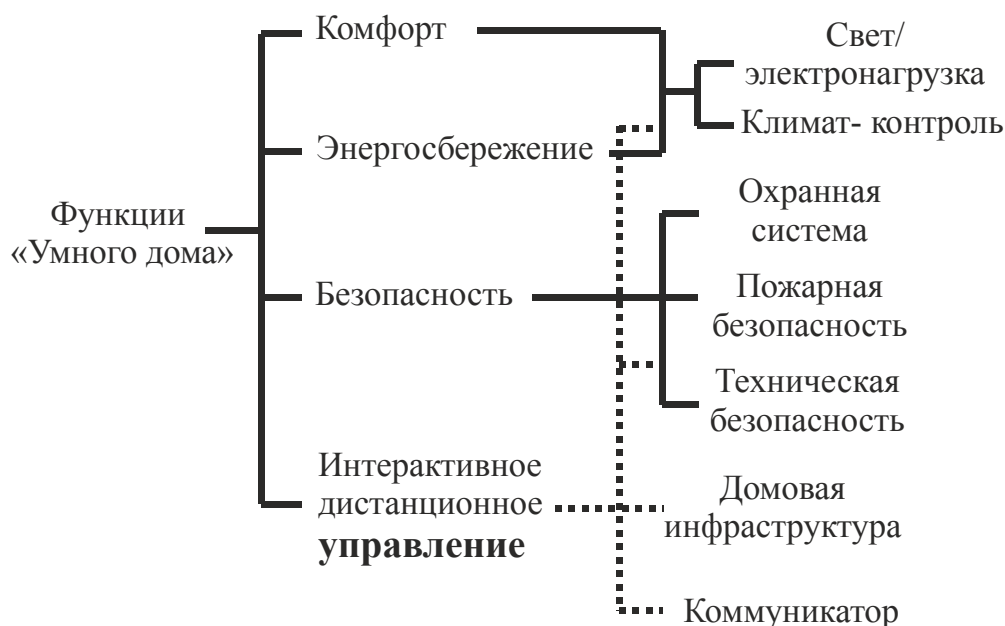 Функции
«Умного дома»
Комфорт
Энергосбережение
Безопасность
Интерактивное
дистанционное
управление
Свет/
электронагрузка
Климат- контроль
Охранная
система
Пожарная
безопасность
Техническая
безопасность
Домовая
инфраструктура
Коммуникатор